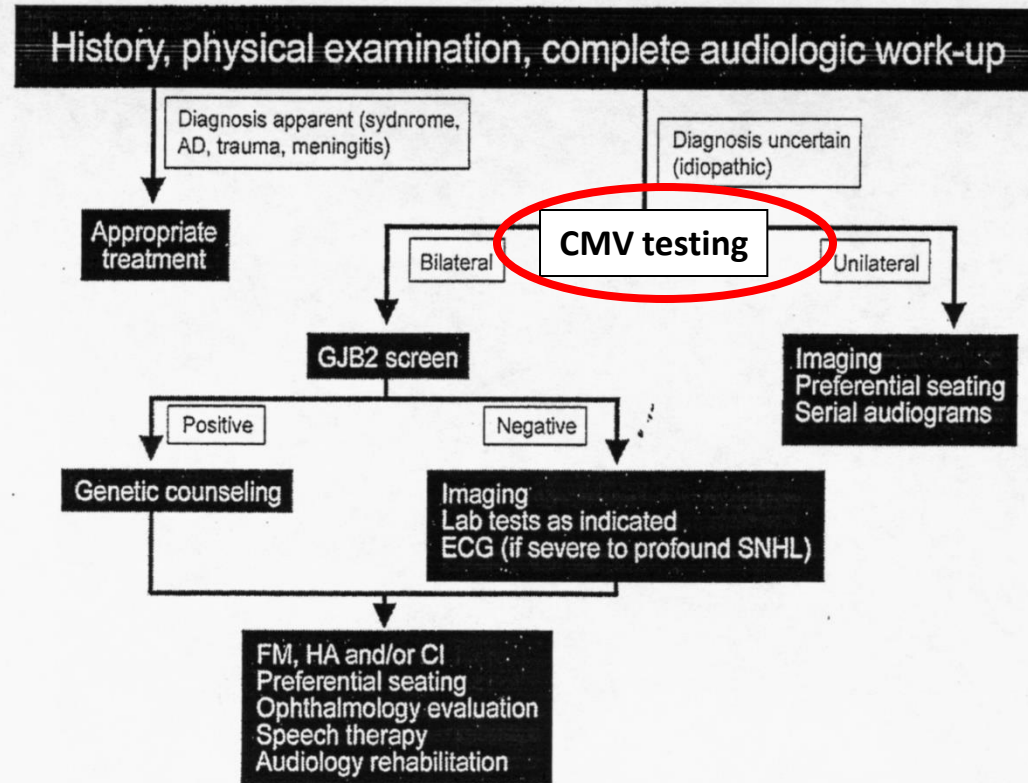 History, physical examination, complete audiologic work-up
Diagnosis apparent (sydnrome,
AD, trauma, meningitis)
Diagnosis uncertain
(idiopathic)
Appropriate
treatment
CMV testing
Bilateral
Unilateral
GJB2 screen
Imaging
Preferential seating
Serial audiograms
Positive
Negative
Genetic counseling
Imaging
Lab tests as indicated
ECG (if severe to profound SNHL)
FM, HA and/or CI
Preferential seating
Ophthalmology evaluation
Speech therapy
Audiology rehabilitation